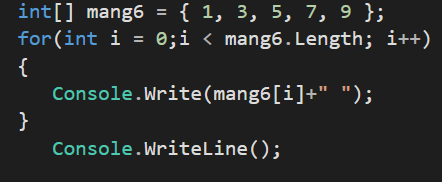 int[] mang6 = { 1, 3, 5, 7, 9 };
for(int i = 0;i < mang6.Length; i++)
{
   Console.Write(mang6[i]+" ");
}
   Console.WriteLine();